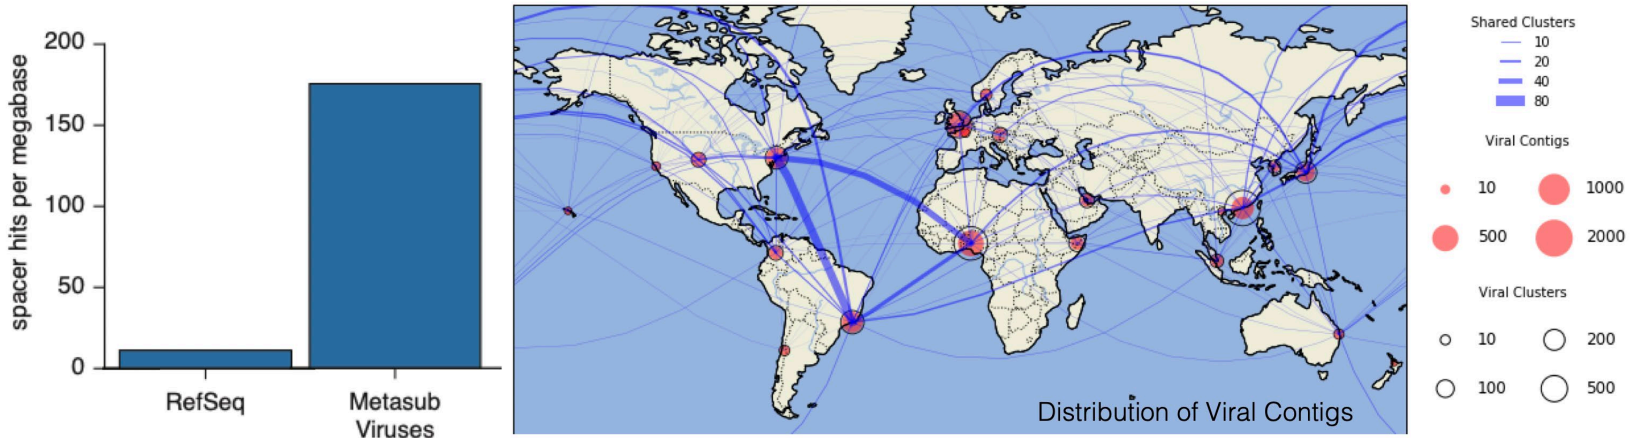 spacer hits per megabase
200
150
100
50
0
RefSeq
Metasub
Viruses
Distribution of Viral Contigs
Shared Clusters
10
20
40
80
Viral Contigs
10 1000
500 2000
Viral Clusters
10 200
100 500